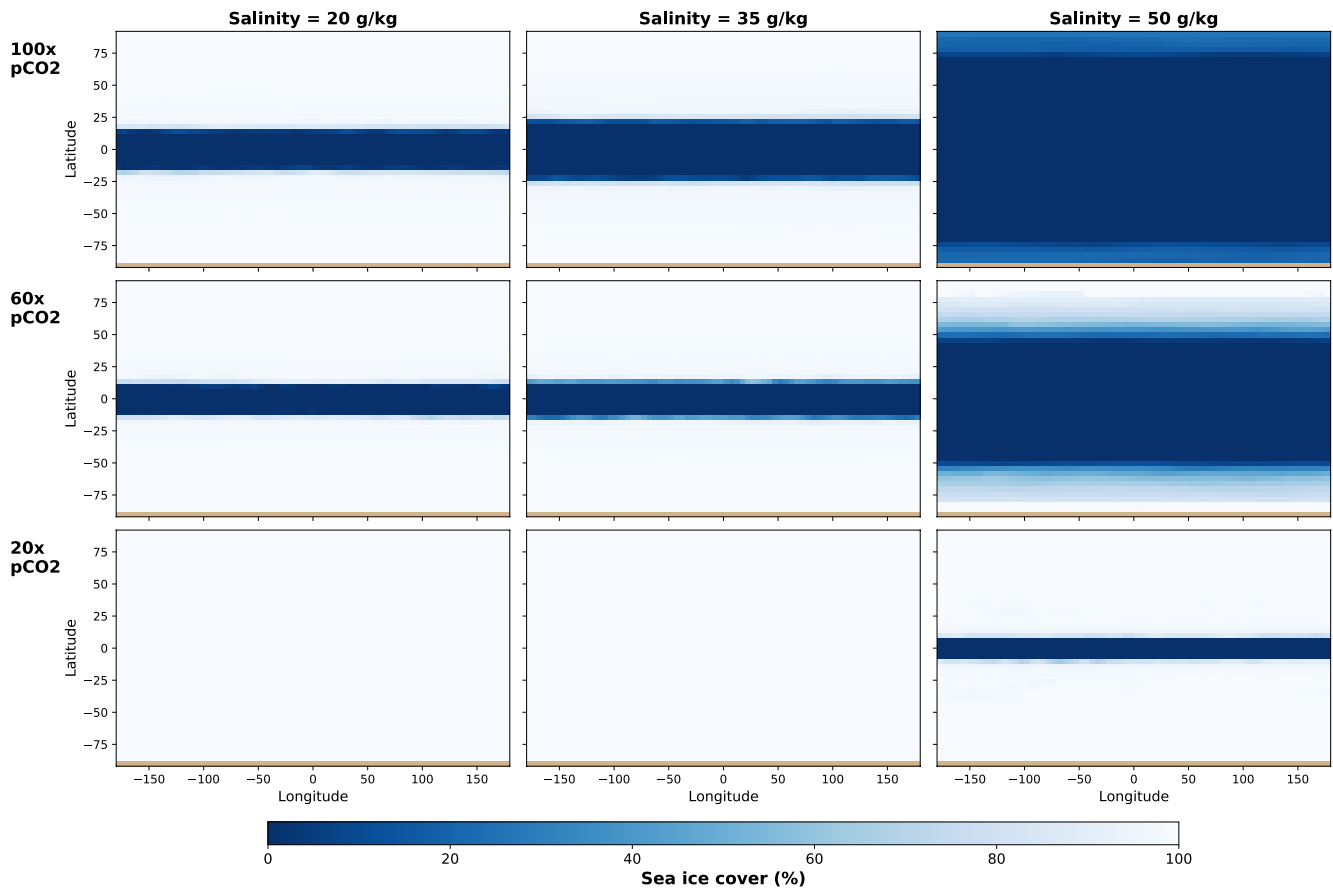 Salinity = 20 g/kg
Salinity = 35 g/kg
Salinity = 50 g/kg
100x
pCO2
Latitude
75
50
25
0
−25
−50
−75
60x
pCO2
Latitude
75
50
25
0
−25
−50
−75
20x
pCO2
Latitude
75
50
25
0
−25
−50
−75
−150 −100 −50 0 50 100 150
−150 −100 −50 0 50 100 150
−150 −100 −50 0 50 100 150
Longitude
Longitude
Longitude
0 20 40 60 80 100
Sea ice cover (%)